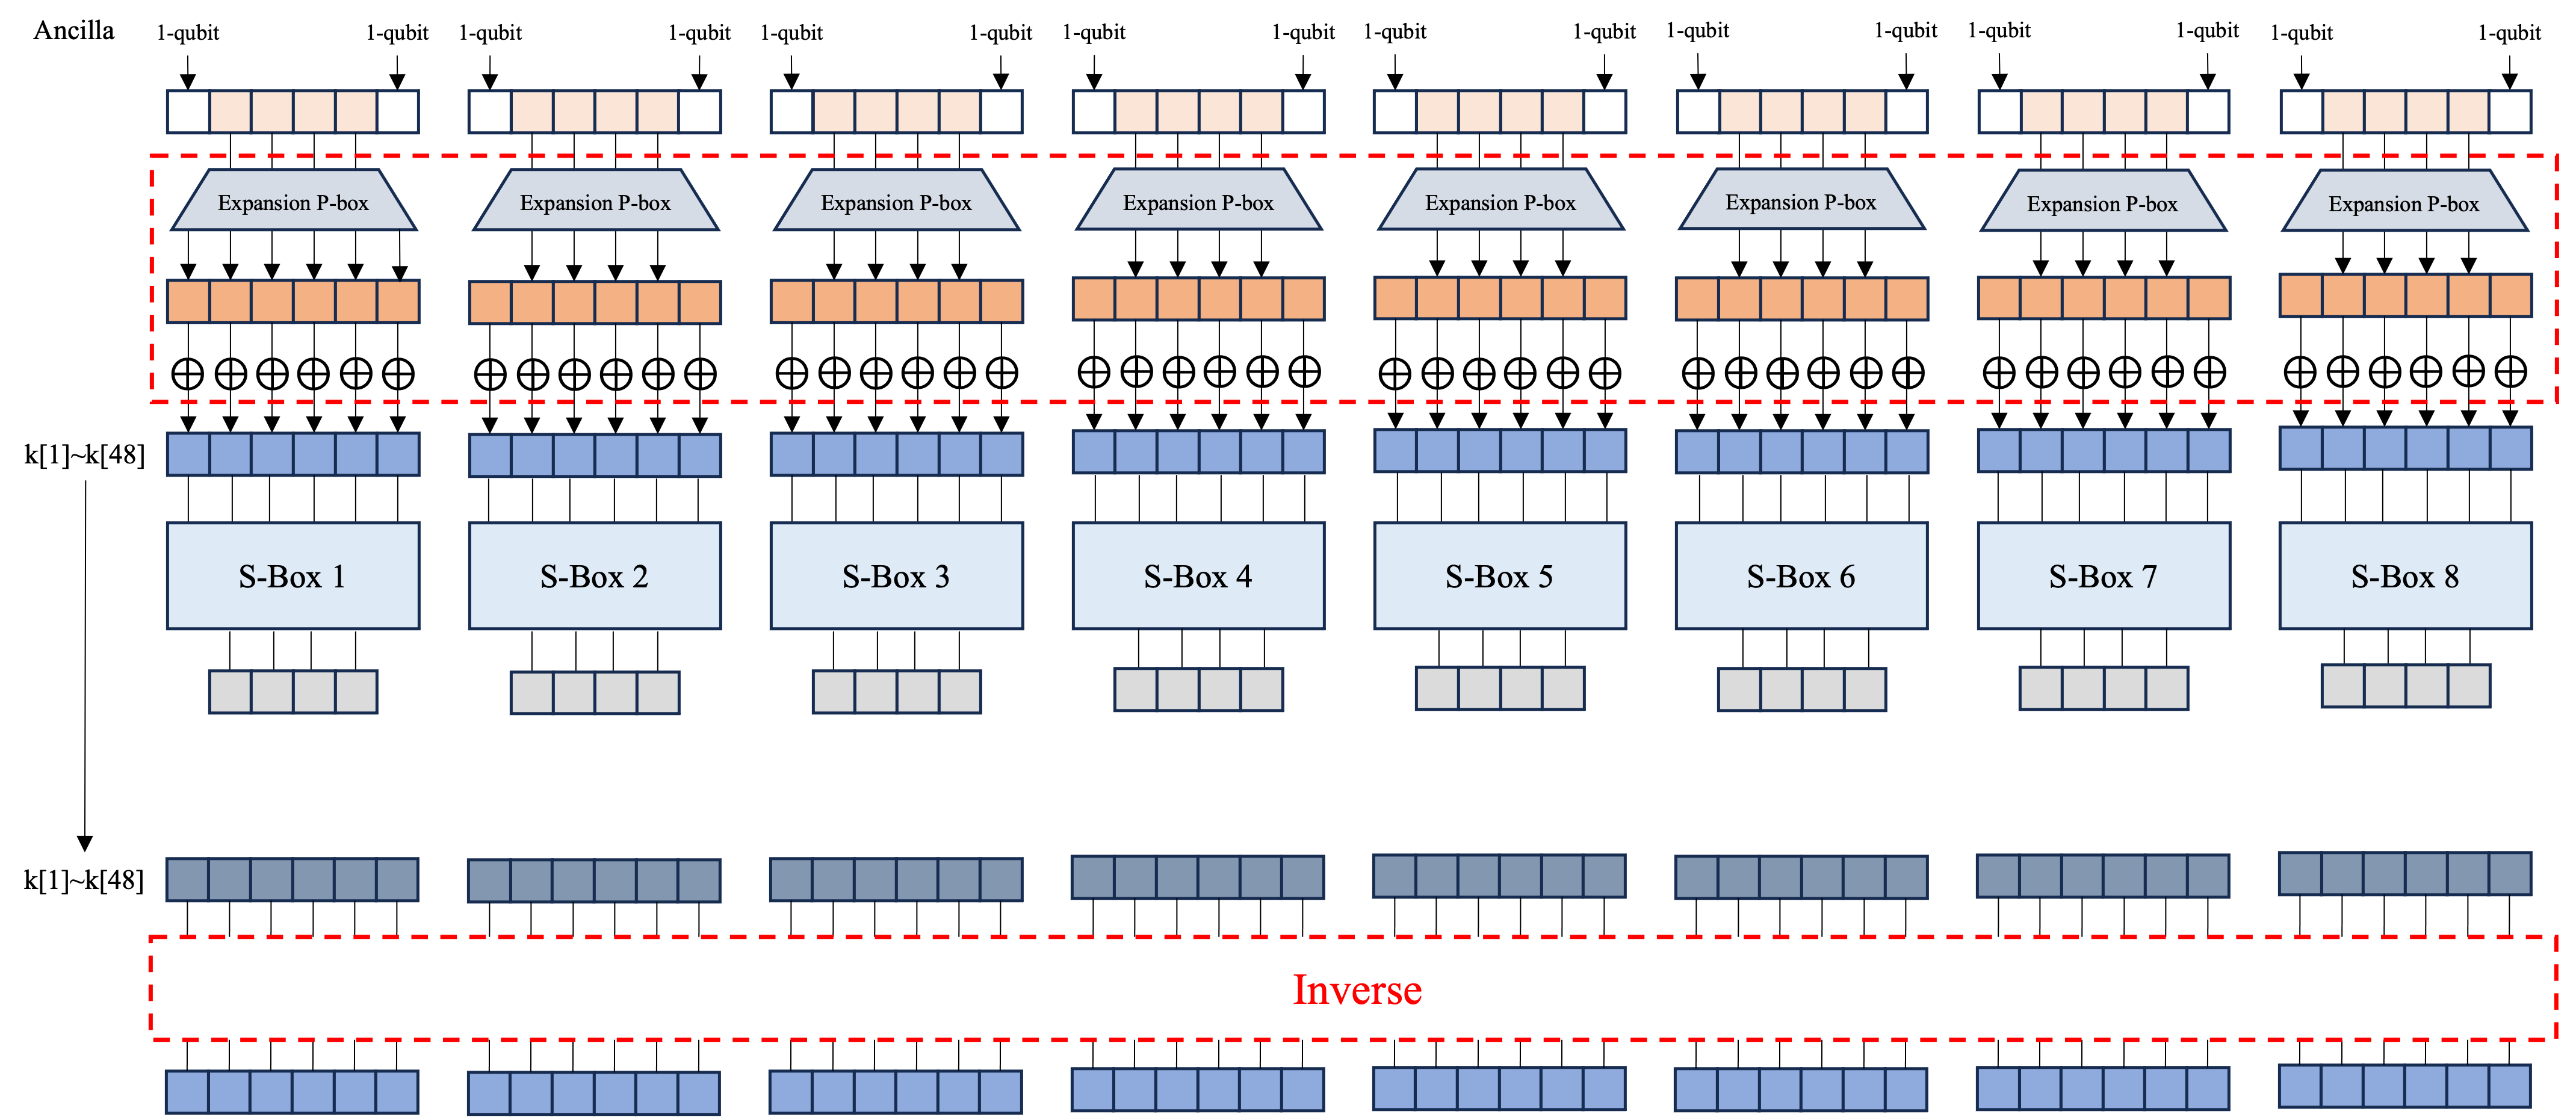 Ancilla 1-qubit 1-qubit 1-qubit 1-qubit 1-qubit 1-qubit 1-qubit 1-qubit 1-qubit 1-qubit 1-qubit 1-qubit 1-qubit 1-qubit 1-qubit 1-qubit
Expansion P-box Expansion P-box Expansion P-box Expansion P-box Expansion P-box Expansion P-box Expansion P-box Expansion P-box
k[1]~k[48]
S-Box 1 S-Box 2 S-Box 3 S-Box 4 S-Box 5 S-Box 6 S-Box 7 S-Box 8
k[1]~k[48]
Inverse